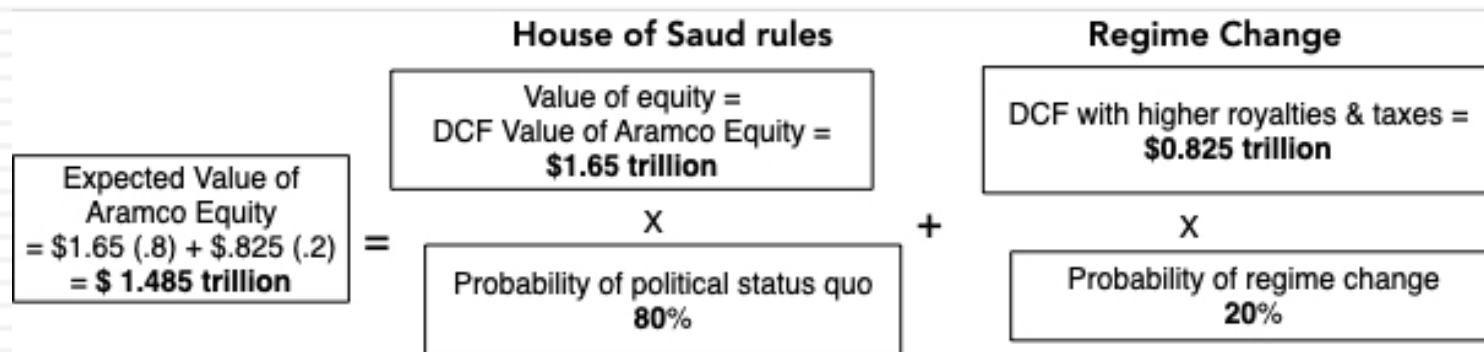 House of Saud rules
Regime Change
Value of equity =
DCF Value of Aramco Equity =
$1.65 trillion
DCF with higher royalties & taxes =
$0.825 trillion
Expected Value of
Aramco Equity
= $1.65 (.8) + $.825 (.2)
= $ 1.485 trillion
=
X
+
X
Probability of political status quo
80%
Probability of regime change
20%